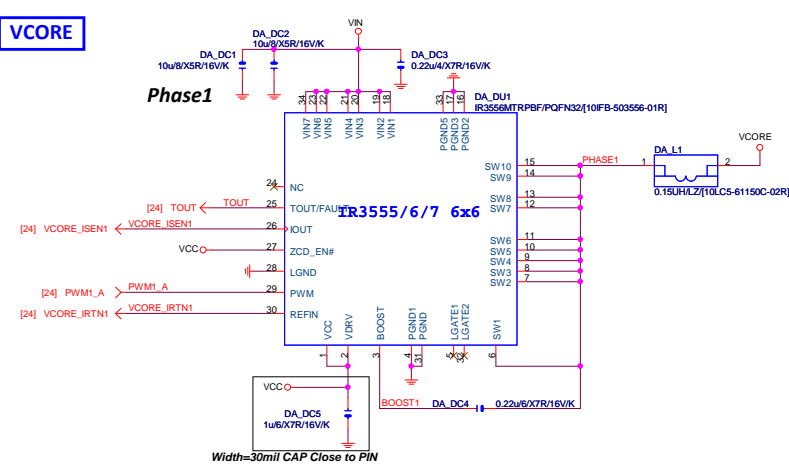 VCORE
VIN
DA_DC2
10u/8/X5R/16V/K
DA_DC1
10u/8/X5R/16V/K
DA_DC3
0.22u/4/X7R/16V/K
Phase1
DA_DU1
IR3556MTRPBF/PQFN32/[10IFB-503556-01R]
34 23 22 21 20 19 18 33 17 16
VIN7 VIN6 VIN5 VIN4 VIN3 VIN2 VIN1 PGND5 PGND3 PGND2
VCORE
DA_L1
SW10 15 PHASE1 1 2
SW9 14
0.15UH/LZ/[10LC5-61150C-02R]
24 NC
SW8 13
SW7 12
[24] TOUT TOUT 25 TOUT/FAULT
IR3555/6/7 6x6
[24] VCORE_ISEN1 VCORE_ISEN1 26 IOUT
SW6 11
VCC 27 ZCD_EN#
SW5 10
SW4 9
28 LGND
SW3 8
SW2 7
[24] PWM1_A PWM1_A 29 PWM
[24] VCORE_IRTN1 VCORE_IRTN1 30 REFIN
VCC VDRV BOOST PGND1 PGND LGATE1 LGATE2 SW1
1 2 3 4 31 5 32 6
VCC
BOOST1 DA_DC4 0.22u/6/X7R/16V/K
DA_DC5
1u/6/X7R/16V/K
Width=30mil CAP Close to PIN